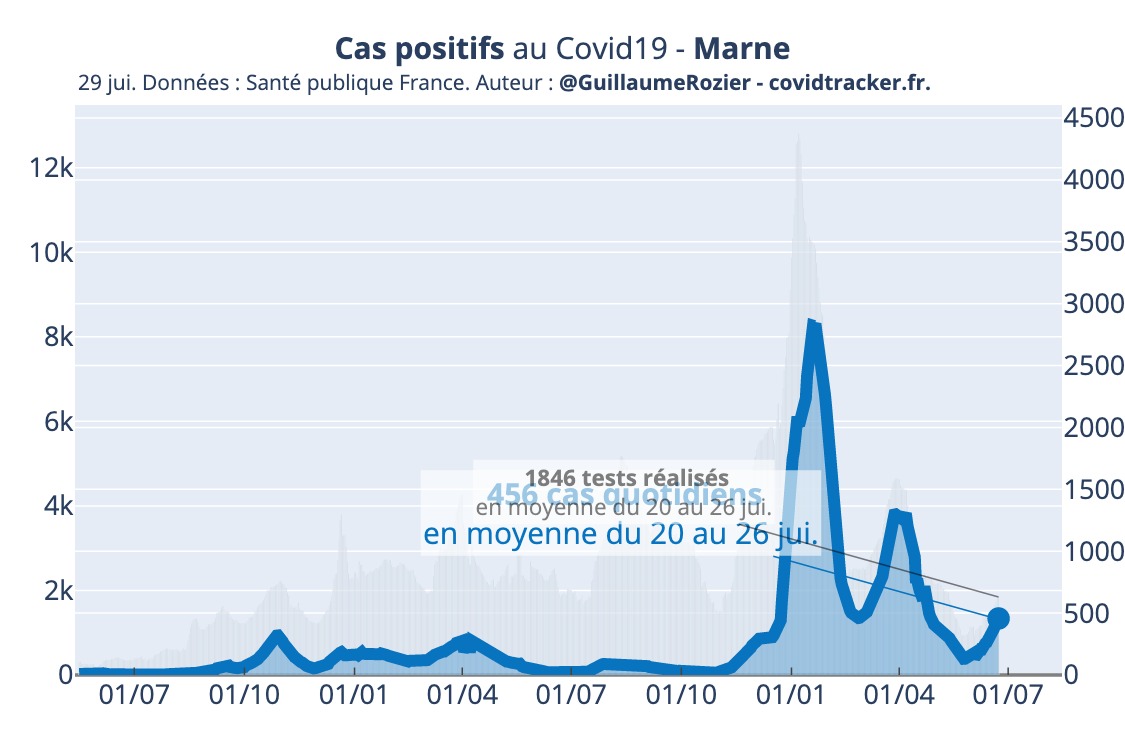 Cas positifs au Covid19 - Marne
29 jui. Données : Santé publique France. Auteur : @GuillaumeRozier - covidtracker.fr.
4500
12k
4000
3500
10k
3000
8k
2500
6k
2000
1846 tests réalisés
456 cas quotidiens
en moyenne du 20 au 26 jui.
en moyenne du 20 au 26 jui.
4k
1500
1000
2k
500
0
0
01/07 01/10 01/01 01/04 01/07 01/10 01/01 01/04 01/07